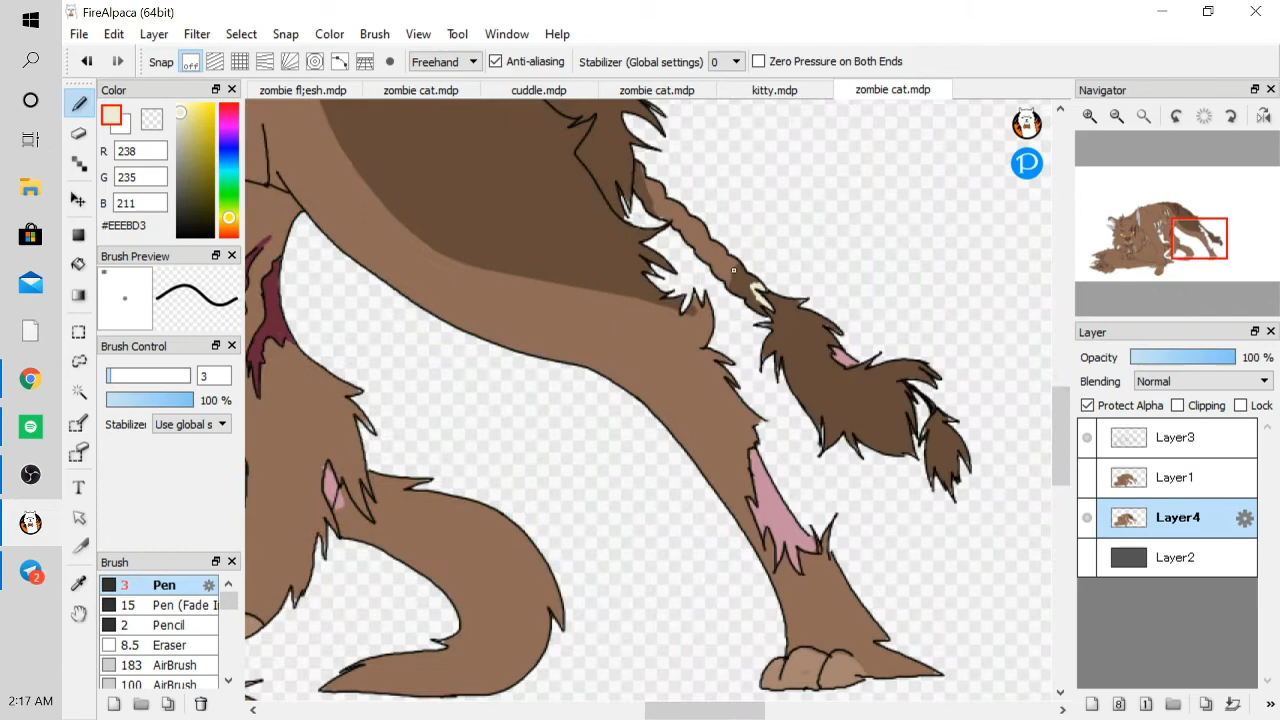 FireAlpaca (64bit)
File Edit Layer Filter Select Snap Color Brush View Tool Window Help
Snap off Freehand Anti-aliasing Stabilizer (Global settings) 0 Zero Pressure on Both Ends
Color
zombie fl;esh.mdp zombie cat.mdp cuddle.mdp zombie cat.mdp kitty.mdp zombie cat.mdp
Navigator
R 238
G 235
B 211
#EEEBD3
Brush Preview
Brush Control
3
100 %
Stabilize Use global s
Layer
Opacity 100 %
Blending Normal
Protect Alpha Clipping Lock
Layer3
Layer1
Layer4
Layer2
T
Brush
3 Pen
15 Pen (Fade I
2 Pencil
8.5 Eraser
183 AirBrush
100 AirBrush
2
P
8 1
2:17 AM